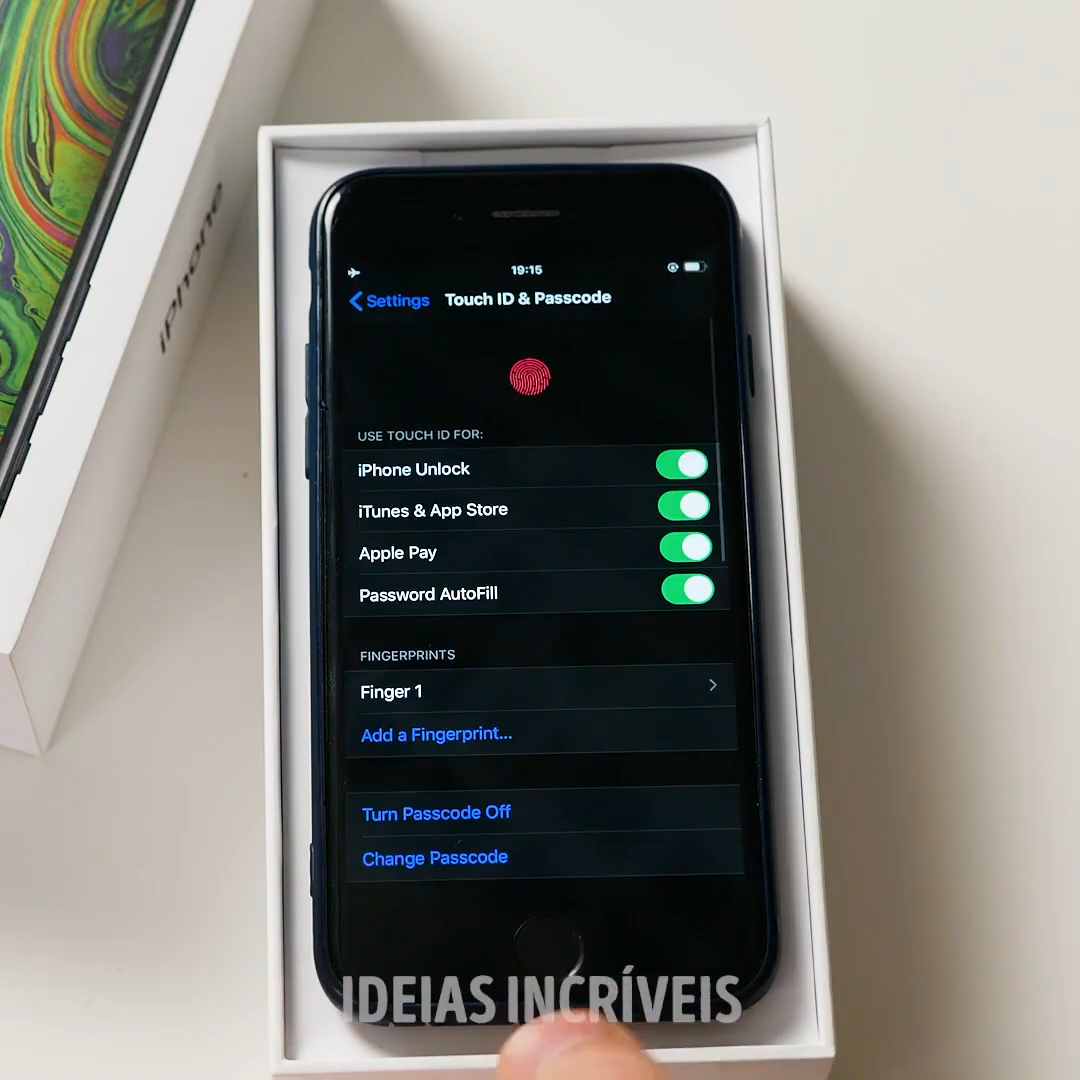 iPhone
19:15
Settings
Touch ID & Passcode
USE TOUCH ID FOR:
iPhone Unlock
iTunes & App Store
Apple Pay
Password AutoFill
FINGERPRINTS
Finger 1
Add a Fingerprint...
Turn Passcode Off
Change Passcode
IDEIAS INCRÍVEIS